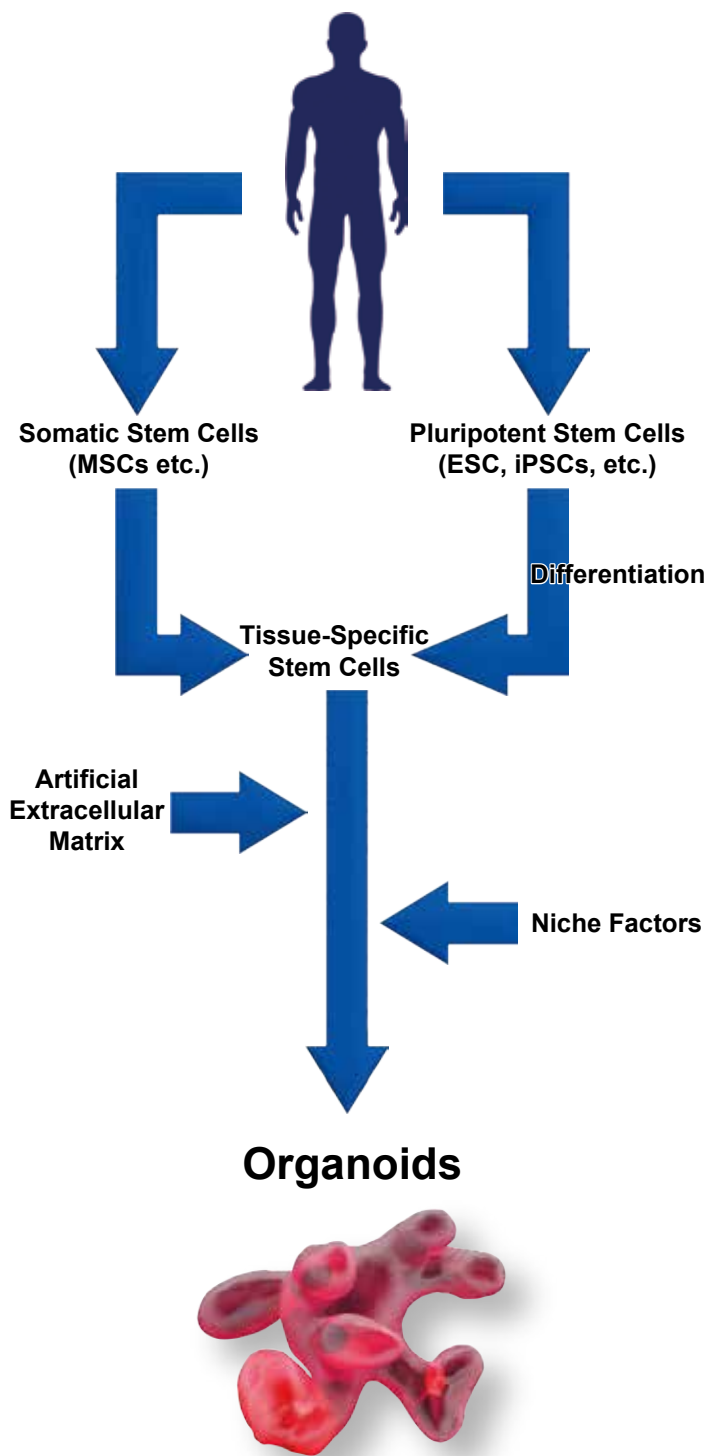 Somatic Stem Cells
(MSCs etc.)
Pluripotent Stem Cells
(ESC, iPSCs, etc.)
Differentiation
Tissue-Specific
Stem Cells
Artificial
Extracellular
Matrix
Niche Factors
Organoids